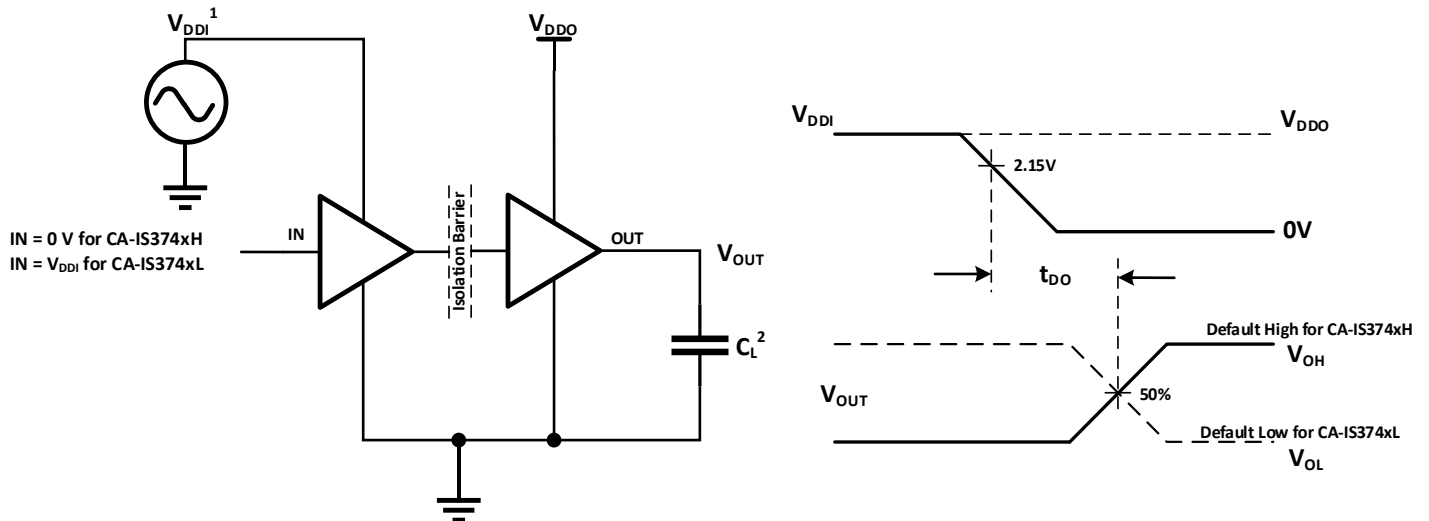 VDDI1
VDDO
IN = 0 V for CA-IS374xH
IN = VDDI for CA-IS374xL
IN
Isolation Barrier
OUT
VOUT
CL2
VDDI
VDDO
2.15V
0V
tDO
Default High for CA-IS374xH
VOH
VOUT
50%
Default Low for CA-IS374xL
VOL